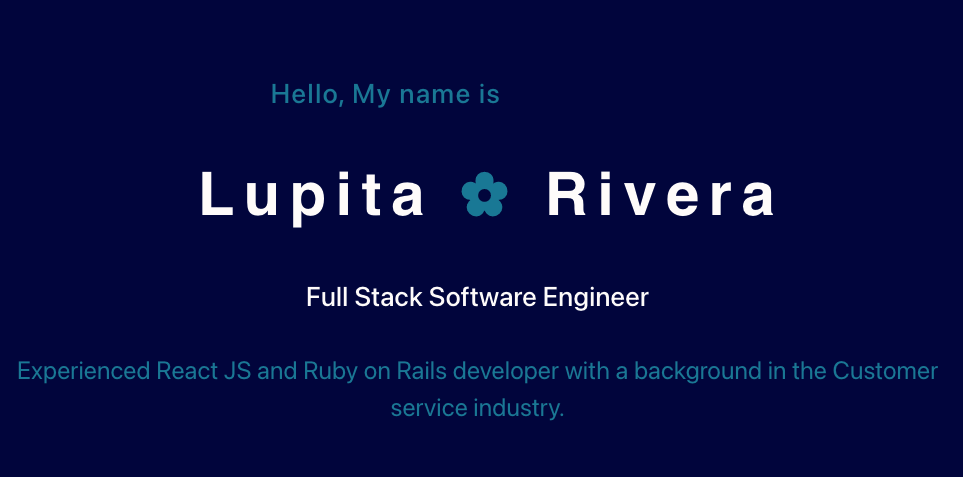 Hello, My name is
Lupita Rivera
Full Stack Software Engineer
Experienced React JS and Ruby on Rails developer with a background in the Customer
service industry.